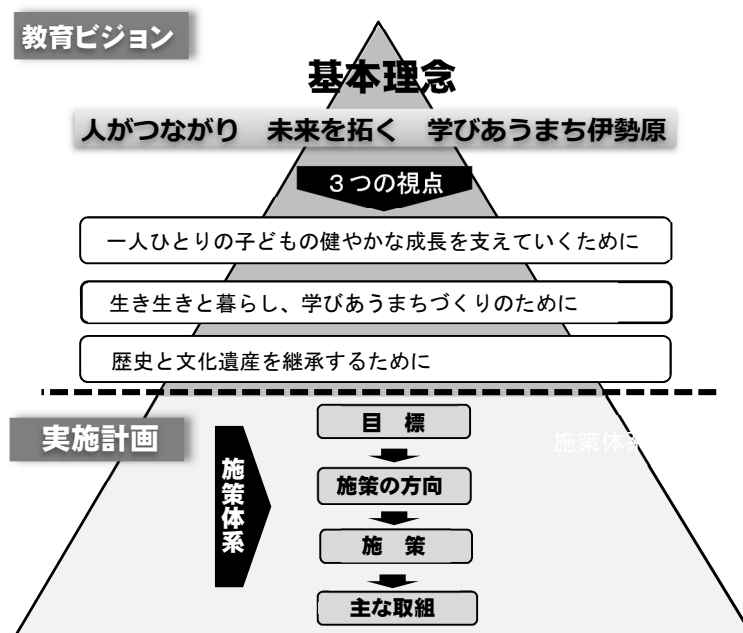 教育ビジョン
基本理念
人がつながり 未来を拓く 学びあうまち伊勢原
３つの視点
一人ひとりの子どもの健やかな成長を支えていくために
生き生きと暮らし、学びあうまちづくりのために
歴史と文化遺産を継承するために
実施計画
施策体系
目 標
施策の方向
施 策
主な取組
施策体系